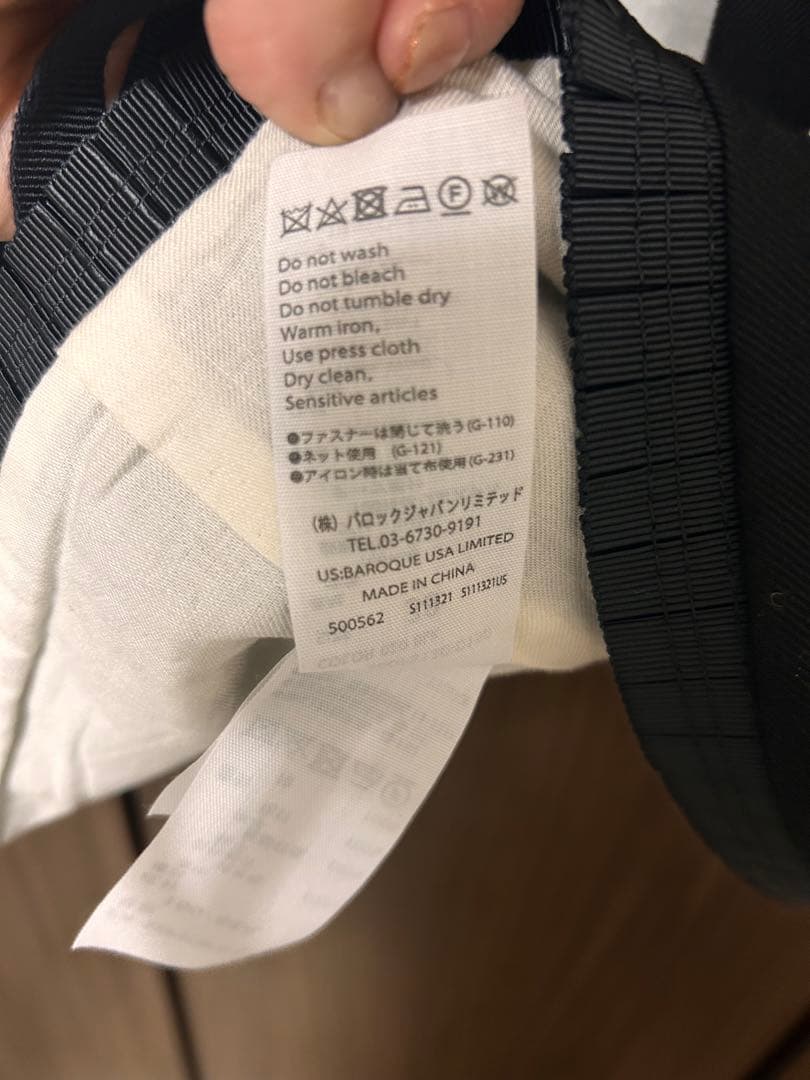 F
W
Do not wash
Do not bleach
Do not tumble dry
Warm iron,
Use press cloth
Dry clean,
Sensitive articles
●ファスナーは閉じて洗う(G-110)
●ネット使用 (G-121)
●アイロン時は当て布使用(G-231)
(株) バロックジャパンリミテッド
TEL.03-6730-9191
US:BAROQUE USA LIMITED
MADE IN CHINA
500562 S111321 S111321US